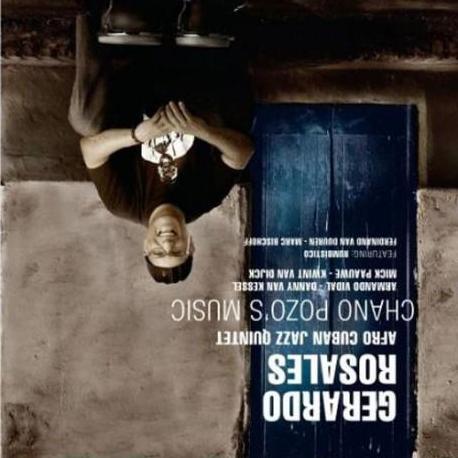 GERARDO
ROSALES
AFRO CUBAN JAZZ QUINTET
CHANO POZO'S MUSIC
ARMANDO VIDAL - DANNY VAN KESSEL
MICK PAAUWE - KWINT VAN DIJCK
FEATURING: RUMBISTICO
FERDINAND VAN DUUREN - MARC BISCHOFF